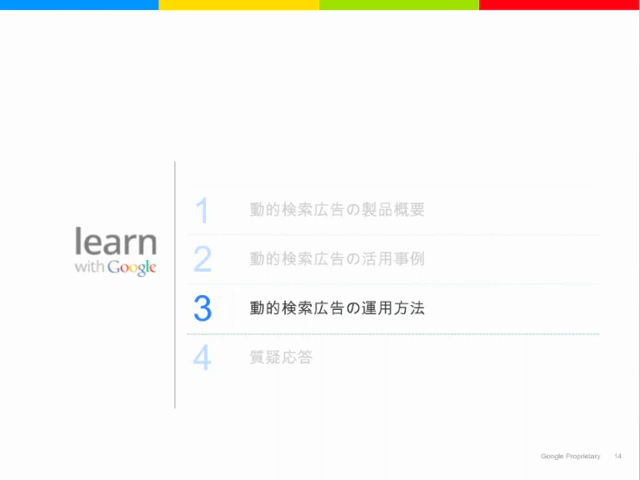 learn
with Google
1 動的検索広告の製品概要
2 動的検索広告の活用事例
3 動的検索広告の運用方法
4 質疑応答
Google Proprietary 14